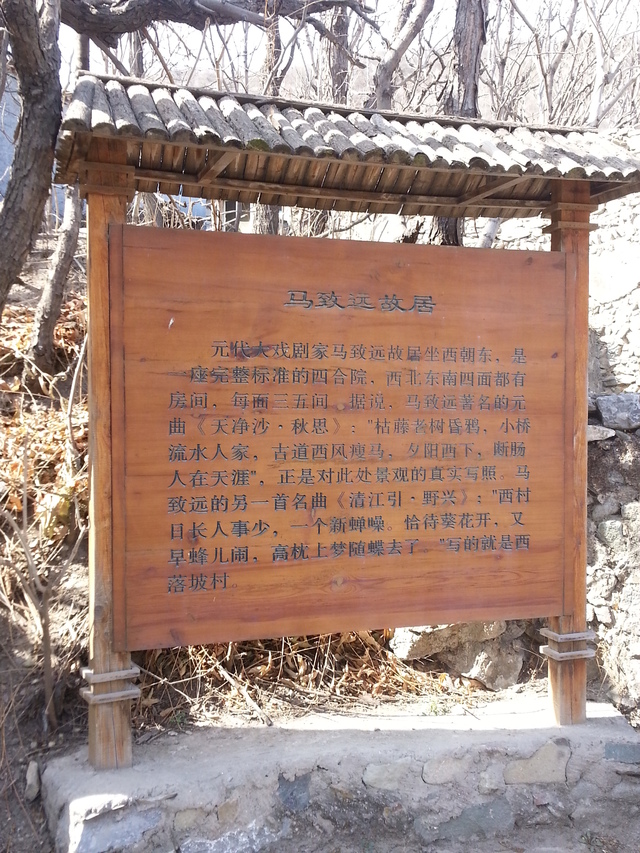 马致远故居
元代大戏剧家马致远故居坐西朝东，是
一座完整标准的四合院，西北东南四面都有
房间，每面三五间。据说，马致远著名的元
曲《天净沙·秋思》："枯藤老树昏鸦，小桥
流水人家，古道西风瘦马，夕阳西下，断肠
人在天涯"，正是对此处景观的真实写照。马
致远的另一首名曲《清江引·野兴》："西村
日长人事少，一个新蝉噪。恰待葵花开，又
早蜂儿闹，高枕上梦随蝶去了。"写的就是西
落坡村。